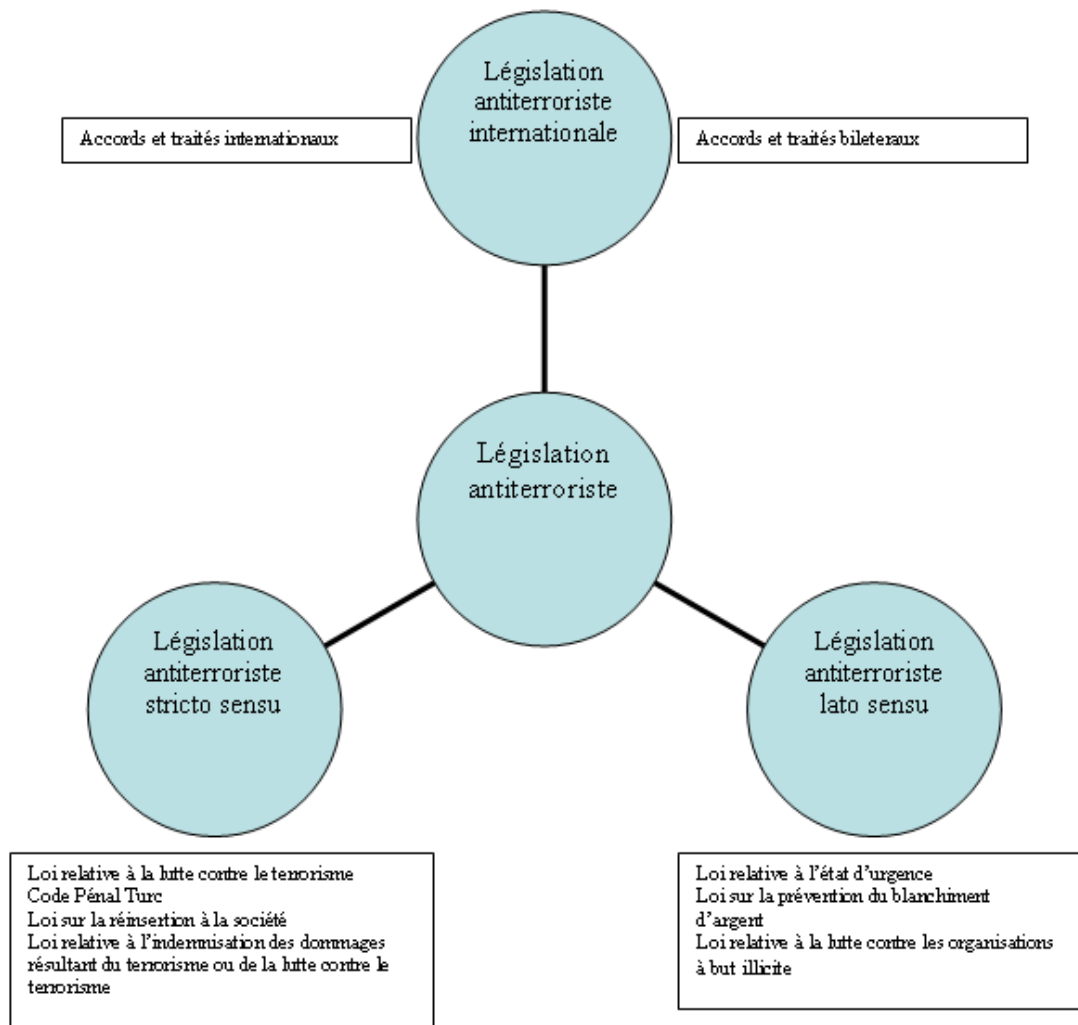 Législation
antiterroriste
internationale
Accords et traités internationaux
Accords et traités bileteraux
Législation
antiterroriste
Législation
antiterroriste
stricto sensu
Législation
antiterroriste
lato sensu
Loi relative à la lutte contre le terrorisme
Code Pénal Turc
Loi sur la réinsertion à la société
Loi relative à l'indemnisation des dommages
résultant du terrorisme ou de la lutte contre le
terrorisme
Loi relative à l'état d'urgence
Loi sur la prévention du blanchiment
d'argent
Loi relative à la lutte contre les organisations
à but illicite